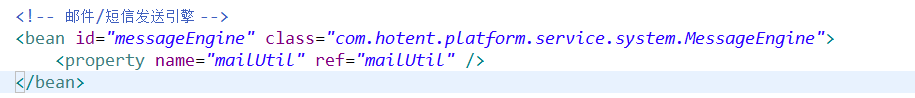 <!-- 邮件/短信发送引擎 -->
<bean id="messageEngine" class="com.hotent.platform.service.system.MessageEngine">
<property name="mailUtil" ref="mailUtil" />
</bean>